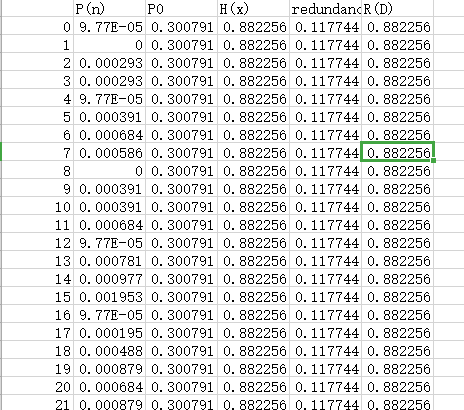 P(n) P0 H(x) redundanc R(D)
0 9.77E-05 0.300791 0.882256 0.117744 0.882256
1 0 0.300791 0.882256 0.117744 0.882256
2 0.000293 0.300791 0.882256 0.117744 0.882256
3 0.000293 0.300791 0.882256 0.117744 0.882256
4 9.77E-05 0.300791 0.882256 0.117744 0.882256
5 0.000391 0.300791 0.882256 0.117744 0.882256
6 0.000684 0.300791 0.882256 0.117744 0.882256
7 0.000586 0.300791 0.882256 0.117744 0.882256
8 0 0.300791 0.882256 0.117744 0.882256
9 0.000391 0.300791 0.882256 0.117744 0.882256
10 0.000391 0.300791 0.882256 0.117744 0.882256
11 0.000684 0.300791 0.882256 0.117744 0.882256
12 9.77E-05 0.300791 0.882256 0.117744 0.882256
13 0.000781 0.300791 0.882256 0.117744 0.882256
14 0.000977 0.300791 0.882256 0.117744 0.882256
15 0.001953 0.300791 0.882256 0.117744 0.882256
16 9.77E-05 0.300791 0.882256 0.117744 0.882256
17 0.000195 0.300791 0.882256 0.117744 0.882256
18 0.000488 0.300791 0.882256 0.117744 0.882256
19 0.000879 0.300791 0.882256 0.117744 0.882256
20 0.000684 0.300791 0.882256 0.117744 0.882256
21 0.000879 0.300791 0.882256 0.117744 0.882256